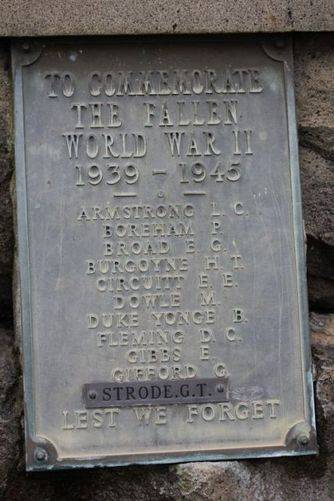 TO COMMEMORATE
THE FALLEN
WORLD WAR II
1939 - 1945
ARMSTRONG L. C.
BOREHAM P.
BROAD E. G.
BURGOYNE H. T.
CIRCUITT E. E.
DOWLE M.
DUKE YONGE B.
FLEMING D. C.
GIBBS E.
GIFFORD G.
STRODE.G.T.
LEST WE FORGET